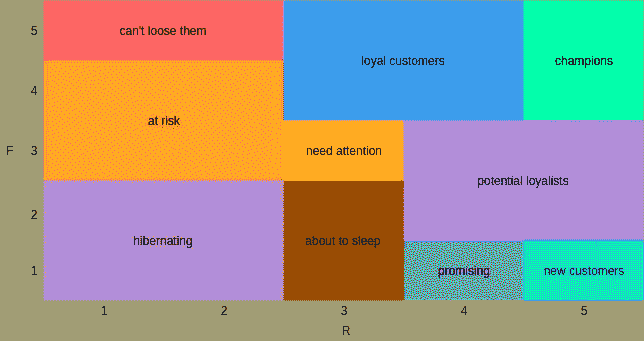 5
can't loose them
loyal customers
champions
4
at risk
F
3
need attention
potential loyalists
2
hibernating
about to sleep
1
promising
new customers
1
2
3
4
5
R